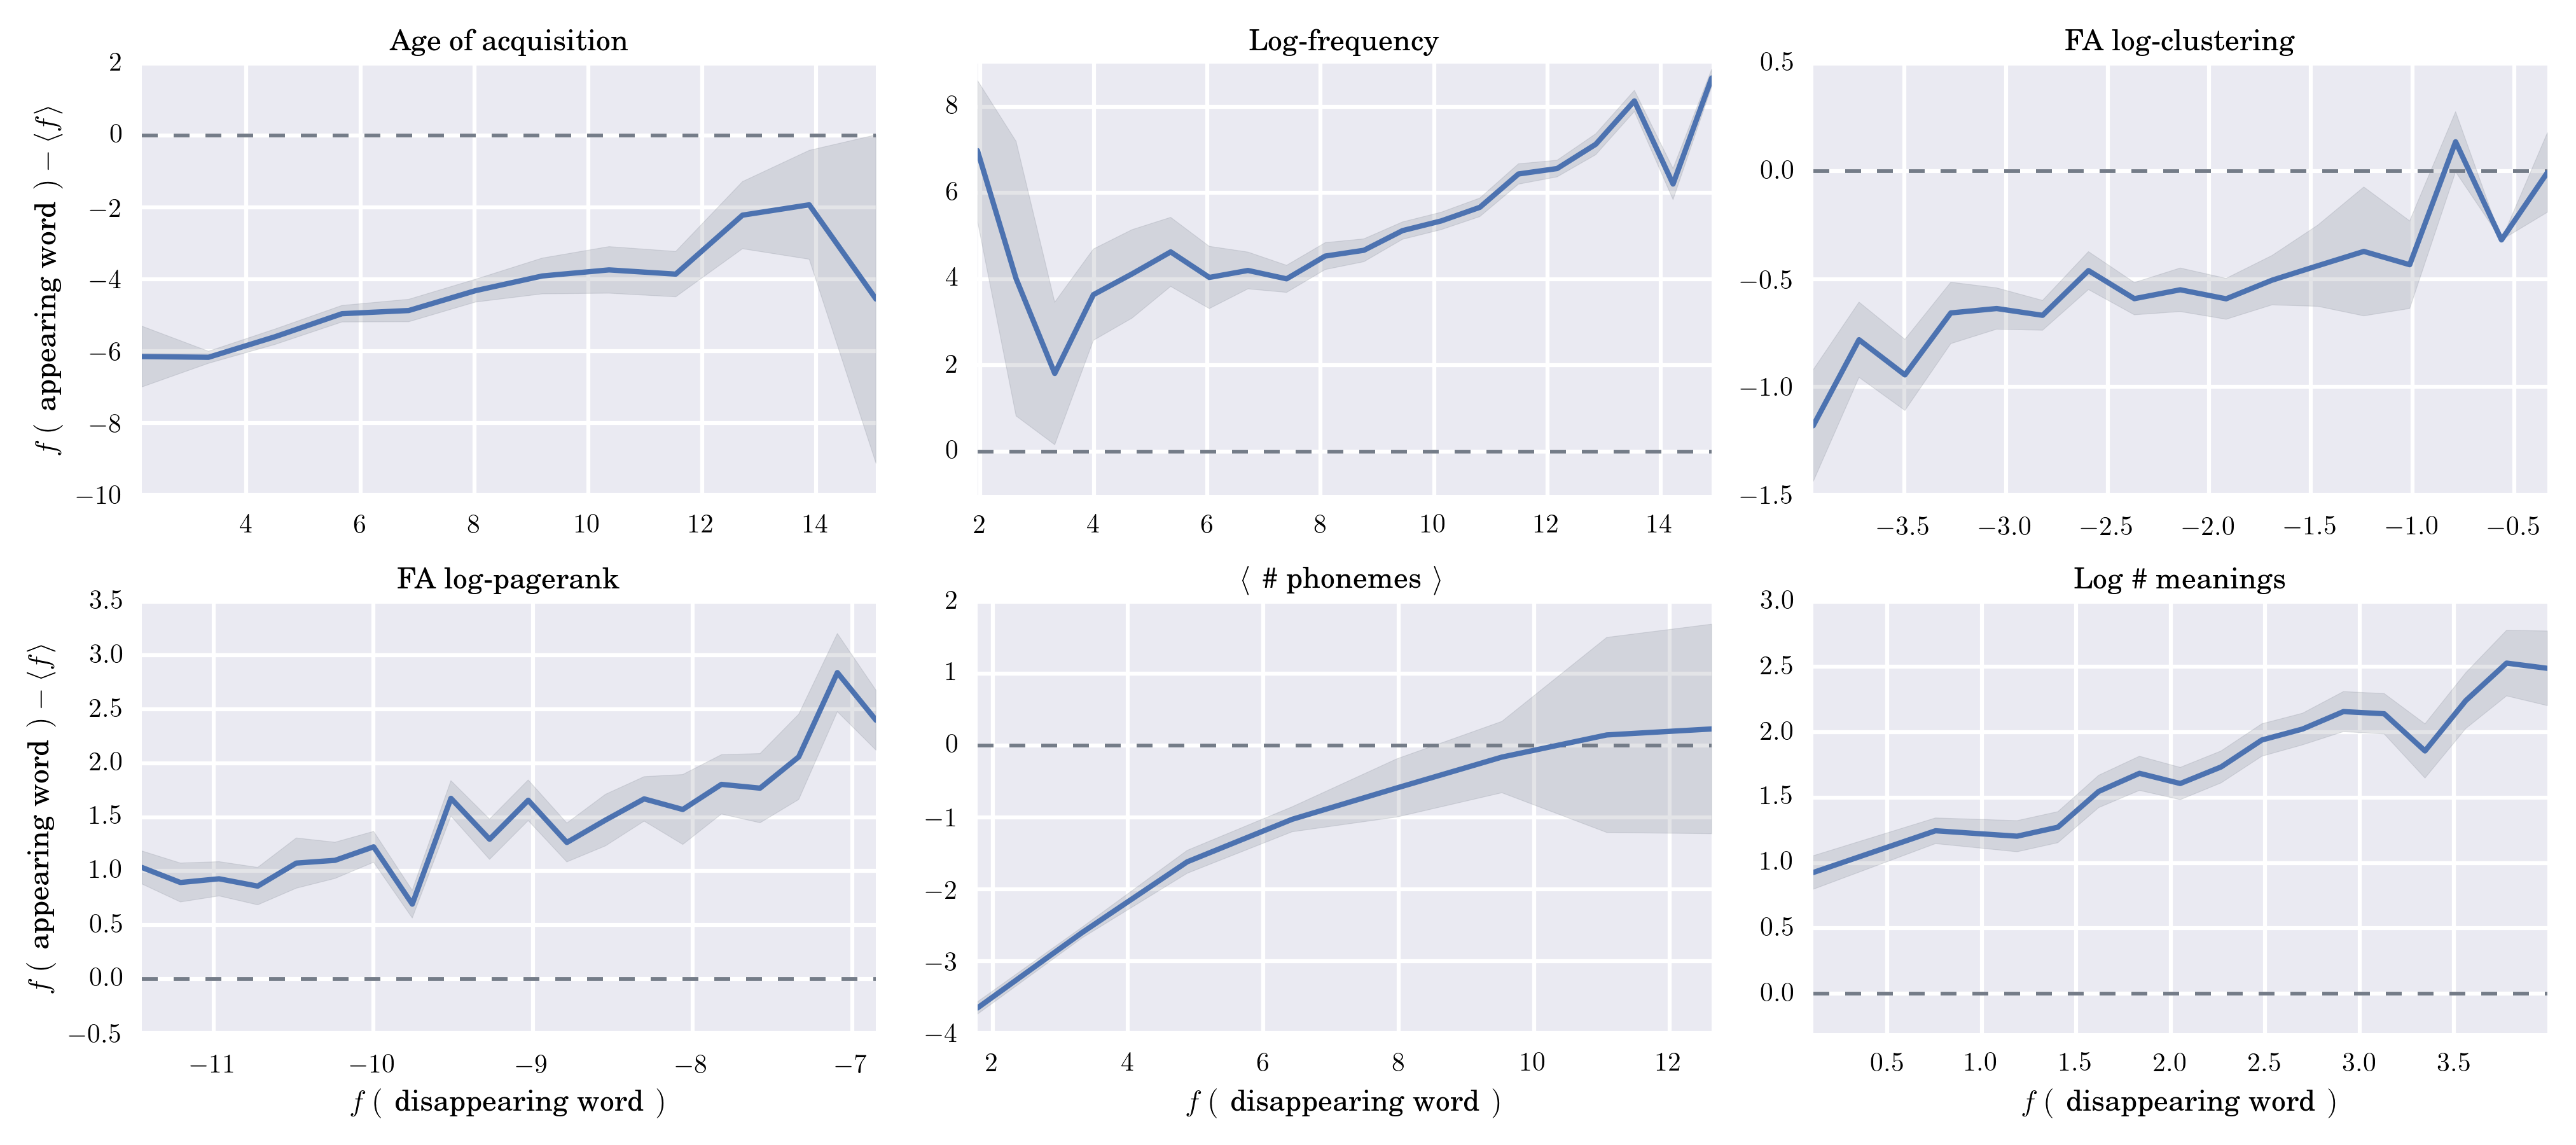 Age of acquisition
f ( appearing word ) − ⟨f⟩
2
0
−2
−4
−6
−8
−10
4 6 8 10 12 14
Log-frequency
8
6
4
2
0
2 4 6 8 10 12 14
FA log-clustering
0.5
0.0
−0.5
−1.0
−1.5
−3.5 −3.0 −2.5 −2.0 −1.5 −1.0 −0.5
FA log-pagerank
f ( appearing word ) − ⟨f⟩
3.5
3.0
2.5
2.0
1.5
1.0
0.5
0.0
−0.5
−11 −10 −9 −8 −7
f ( disappearing word )
⟨ # phonemes ⟩
2
1
0
−1
−2
−3
−4
2 4 6 8 10 12
f ( disappearing word )
Log # meanings
3.0
2.5
2.0
1.5
1.0
0.5
0.0
0.5 1.0 1.5 2.0 2.5 3.0 3.5
f ( disappearing word )